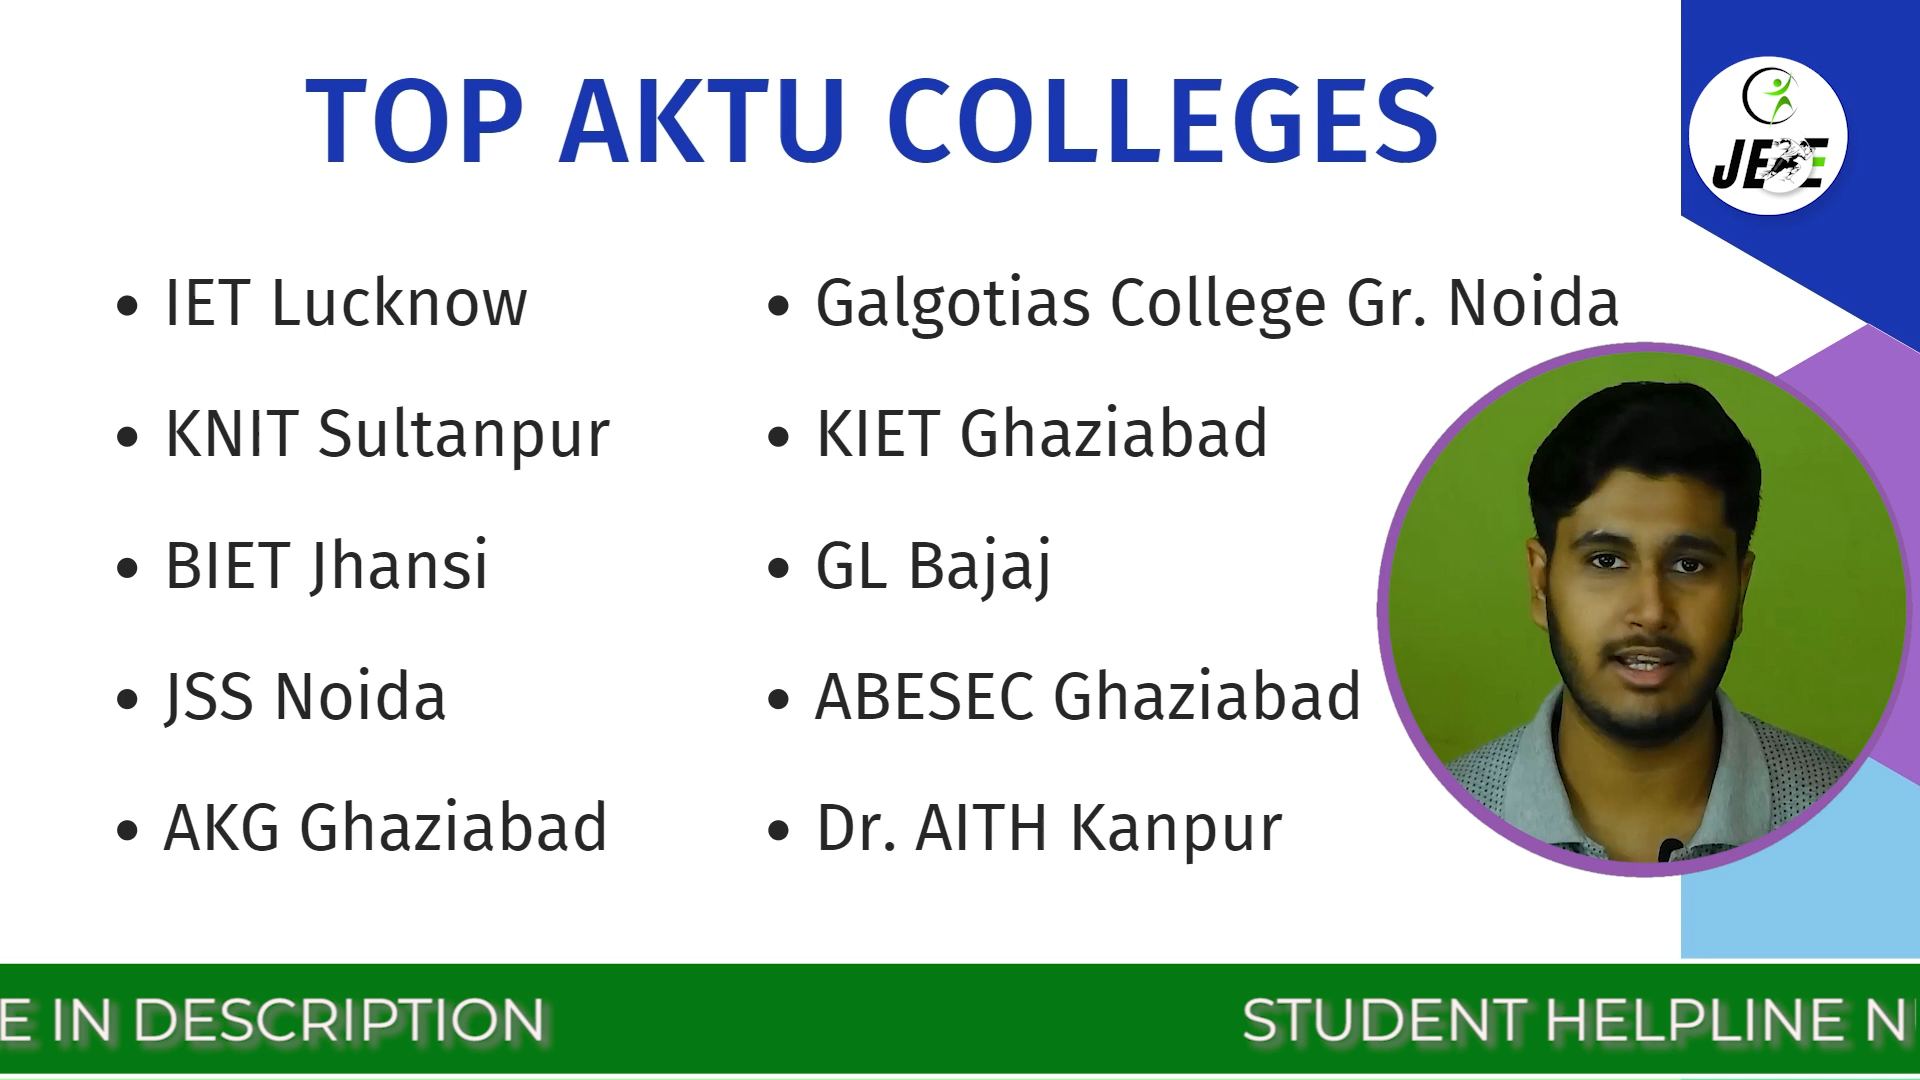 TOP AKTU COLLEGES
IET Lucknow
KNIT Sultanpur
BIET Jhansi
JSS Noida
AKG Ghaziabad
Galgotias College Gr. Noida
KIET Ghaziabad
GL Bajaj
ABESEC Ghaziabad
Dr. AITH Kanpur
E IN DESCRIPTION
STUDENT HELPLINE N